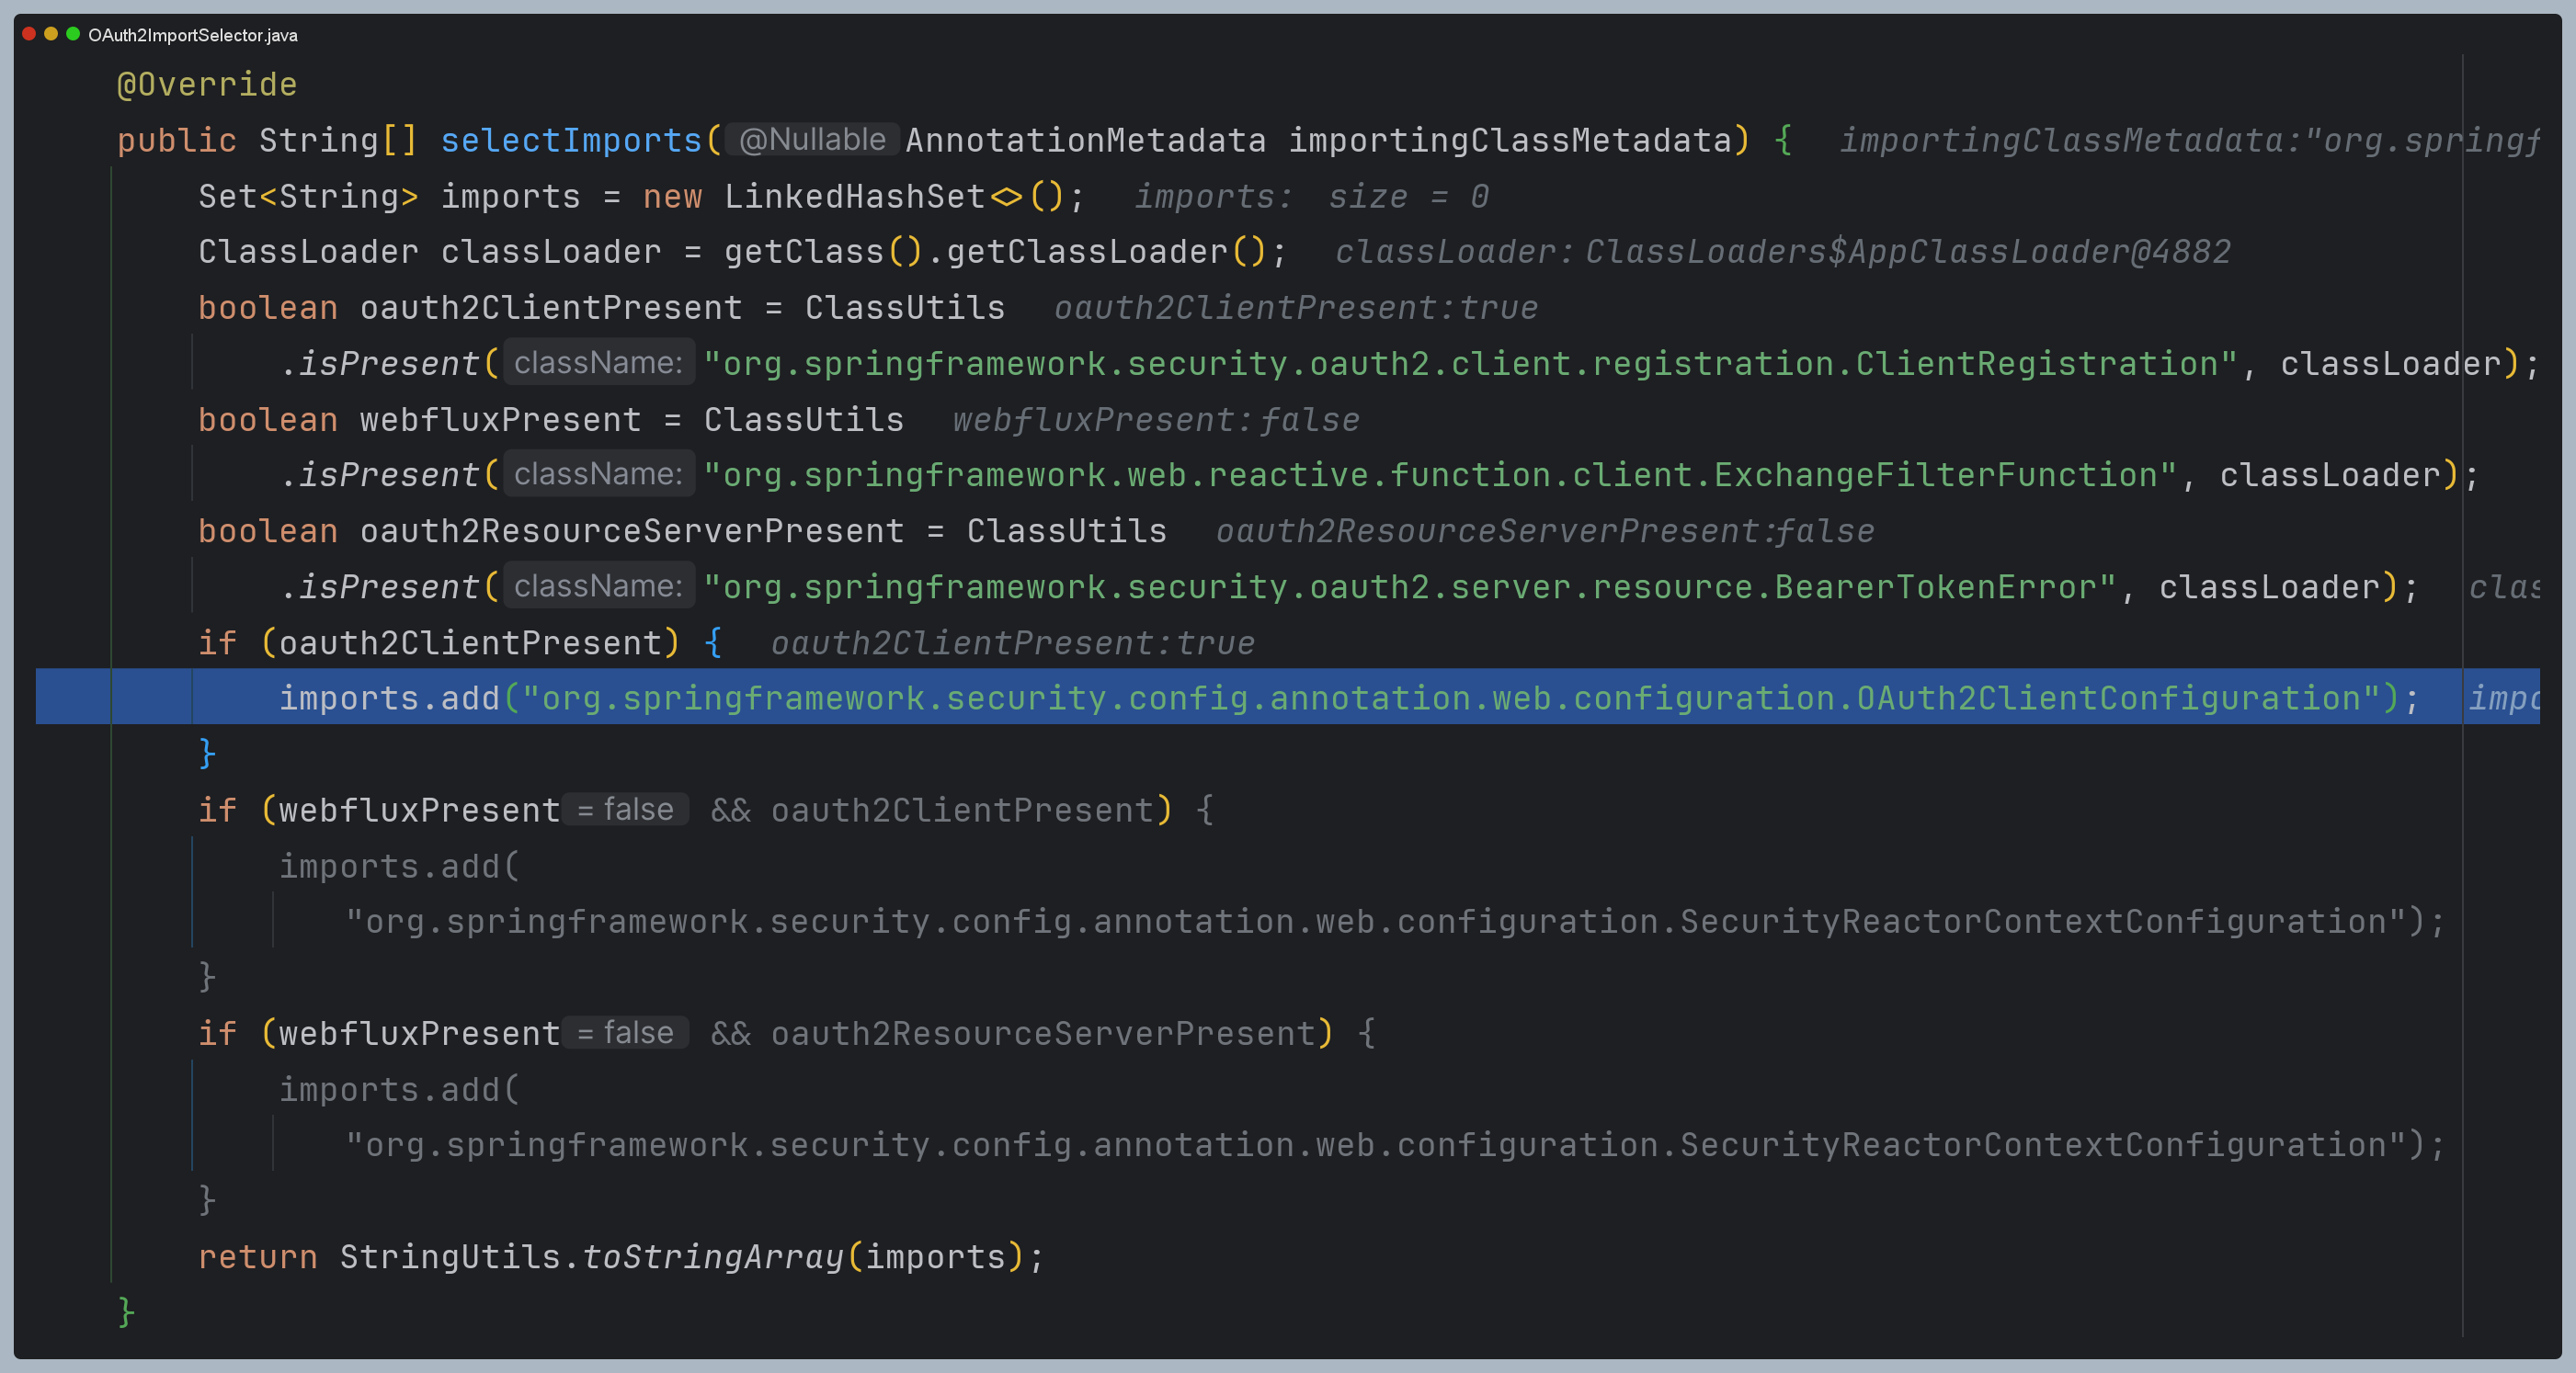 OAuth2ImportSelector.java
@Override
public String[] selectImports(@Nullable AnnotationMetadata importingClassMetadata) { importingClassMetadata:"org.springf
Set<String> imports = new LinkedHashSet<>(); imports: size = 0
ClassLoader classLoader = getClass().getClassLoader(); classLoader: ClassLoaders$AppClassLoader@4882
boolean oauth2ClientPresent = ClassUtils oauth2ClientPresent:true
.isPresent( className: "org.springframework.security.oauth2.client.registration.ClientRegistration", classLoader);
boolean webfluxPresent = ClassUtils webfluxPresent:false
.isPresent( className: "org.springframework.web.reactive.function.client.ExchangeFilterFunction", classLoader);
boolean oauth2ResourceServerPresent = ClassUtils oauth2ResourceServerPresent:false
.isPresent( className: "org.springframework.security.oauth2.server.resource.BearerTokenError", classLoader); clas
if (oauth2ClientPresent) { oauth2ClientPresent:true
imports.add("org.springframework.security.config.annotation.web.configuration.OAuth2ClientConfiguration"); impo
}
if (webfluxPresent = false && oauth2ClientPresent) {
imports.add(
"org.springframework.security.config.annotation.web.configuration.SecurityReactorContextConfiguration");
}
if (webfluxPresent = false && oauth2ResourceServerPresent) {
imports.add(
"org.springframework.security.config.annotation.web.configuration.SecurityReactorContextConfiguration");
}
return StringUtils.toStringArray(imports);
}